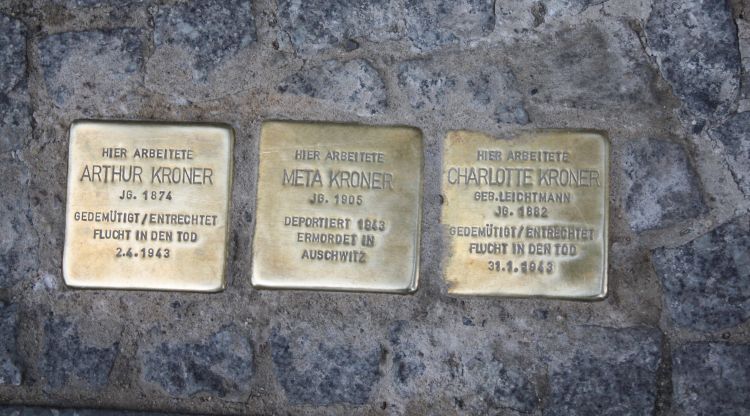 HIER ARBEITETE
ARTHUR KRONER
JG. 1874
GEDEMÜTIGT/ENTRECHTET
FLUCHT IN DEN TOD
2.4.1943
HIER ARBEITETE
META KRONER
JG. 1905
DEPORTIERT 1943
ERMORDET IN
AUSCHWITZ
HIER ARBEITETE
CHARLOTTE KRONER
GEB.LEICHTMANN
JG. 1882
GEDEMÜTIGT/ENTRECHTET
FLUCHT IN DEN TOD
31.1.1943